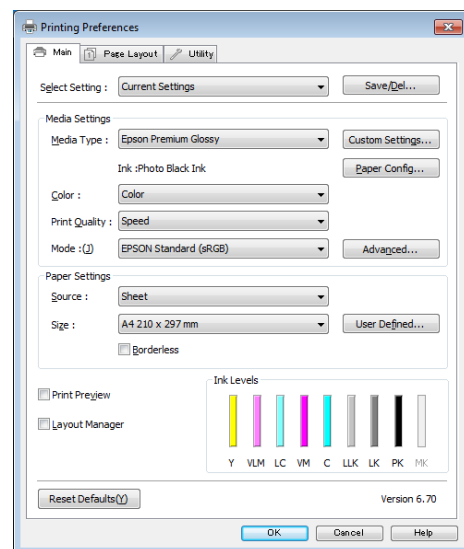 Printing Preferences
Main Page Layout Utility
Select Setting : Current Settings Save/Del...
Media Settings
Media Type : Epson Premium Glossy Custom Settings...
Ink :Photo Black Ink Paper Config...
Color : Color
Print Quality : Speed
Mode :(J) EPSON Standard (sRGB) Advanced...
Paper Settings
Source : Sheet
Size : A4 210 x 297 mm User Defined...
Borderless
Ink Levels
Print Preview
Layout Manager
Y VLM LC VM C LLK LK PK MK
Reset Defaults(Y) Version 6.70
OK Cancel Help